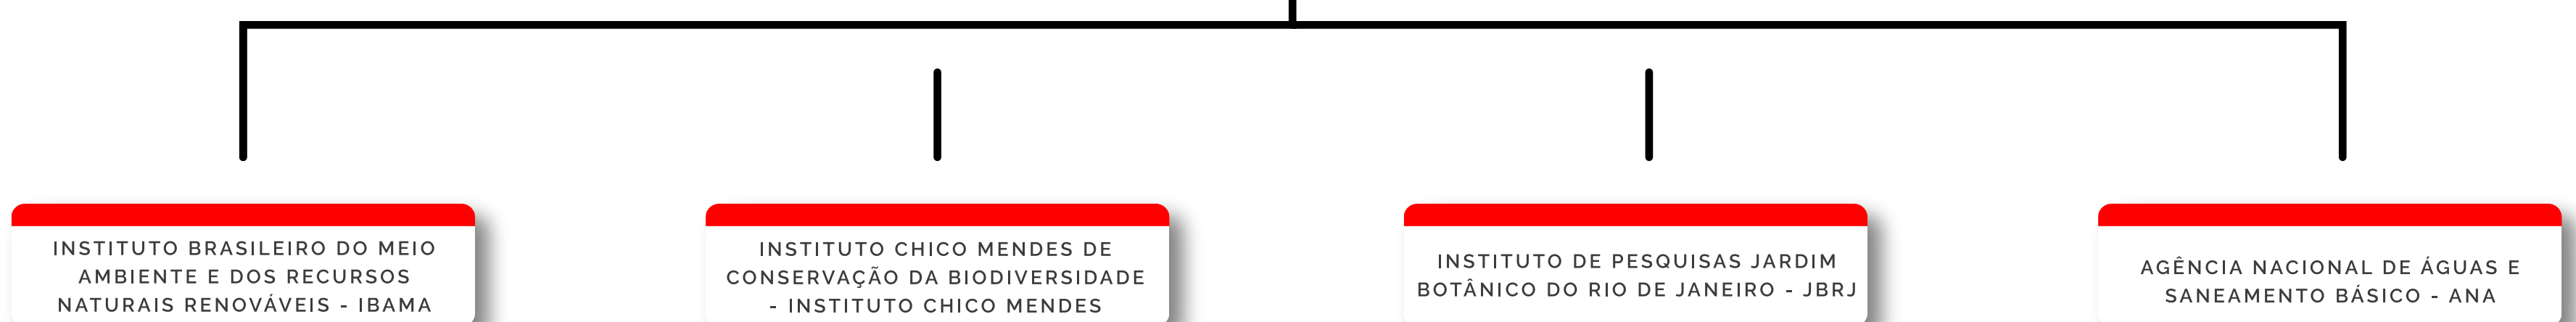 INSTITUTO BRASILEIRO DO MEIO
AMBIENTE E DOS RECURSOS
NATURAIS RENOVÁVEIS - IBAMA
INSTITUTO CHICO MENDES DE
CONSERVAÇÃO DA BIODIVERSIDADE
- INSTITUTO CHICO MENDES
INSTITUTO DE PESQUISAS JARDIM
BOTÂNICO DO RIO DE JANEIRO - JBRJ
AGÊNCIA NACIONAL DE ÁGUAS E
SANEAMENTO BÁSICO - ANA